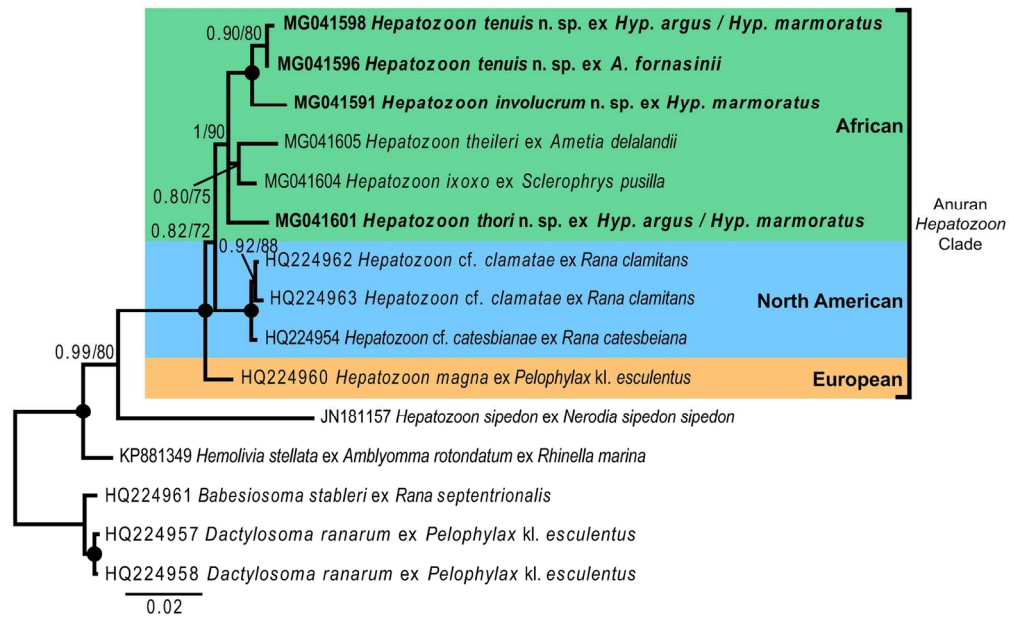 0.90/80
MG041598 Hepatozoon tenuis n. sp. ex Hyp. argus / Hyp. marmoratus
MG041596 Hepatozoon tenuis n. sp. ex A. fornasinii
MG041591 Hepatozoon involucrum n. sp. ex Hyp. marmoratus
African
1/90
MG041605 Hepatozoon theileri ex Ametia delalandii
MG041604 Hepatozoon ixoxo ex Sclerophrys pusilla
0.80/75
MG041601 Hepatozoon thori n. sp. ex Hyp. argus / Hyp. marmoratus
Anuran
Hepatozoon
Clade
0.82/72
0.92/88
HQ224962 Hepatozoon cf. clamatae ex Rana clamitans
HQ224963 Hepatozoon cf. clamatae ex Rana clamitans
North American
HQ224954 Hepatozoon cf. catesbianae ex Rana catesbeiana
0.99/80
HQ224960 Hepatozoon magna ex Pelophylax kl. esculentus
European
JN181157 Hepatozoon sipedon ex Nerodia sipedon sipedon
KP881349 Hemolivia stellata ex Amblyomma rotondatum ex Rhinella marina
HQ224961 Babesiosoma stableri ex Rana septentrionalis
HQ224957 Dactylosoma ranarum ex Pelophylax kl. esculentus
HQ224958 Dactylosoma ranarum ex Pelophylax kl. esculentus
0.02